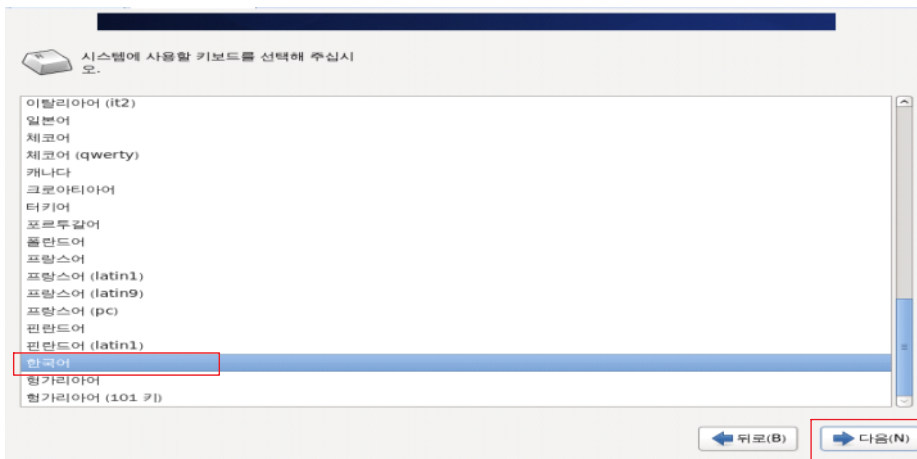 시스템에 사용할 키보드를 선택해 주십시
오.
이탈리아어 (it2)
일본어
체코어
체코어 (qwerty)
캐나다
크로아티아어
터키어
포르투갈어
폴란드어
프랑스어
프랑스어 (latin1)
프랑스어 (latin9)
프랑스어 (pc)
핀란드어
핀란드어 (latin1)
한국어
헝가리아어
헝가리아어 (101 키)
뒤로(B)
다음(N)